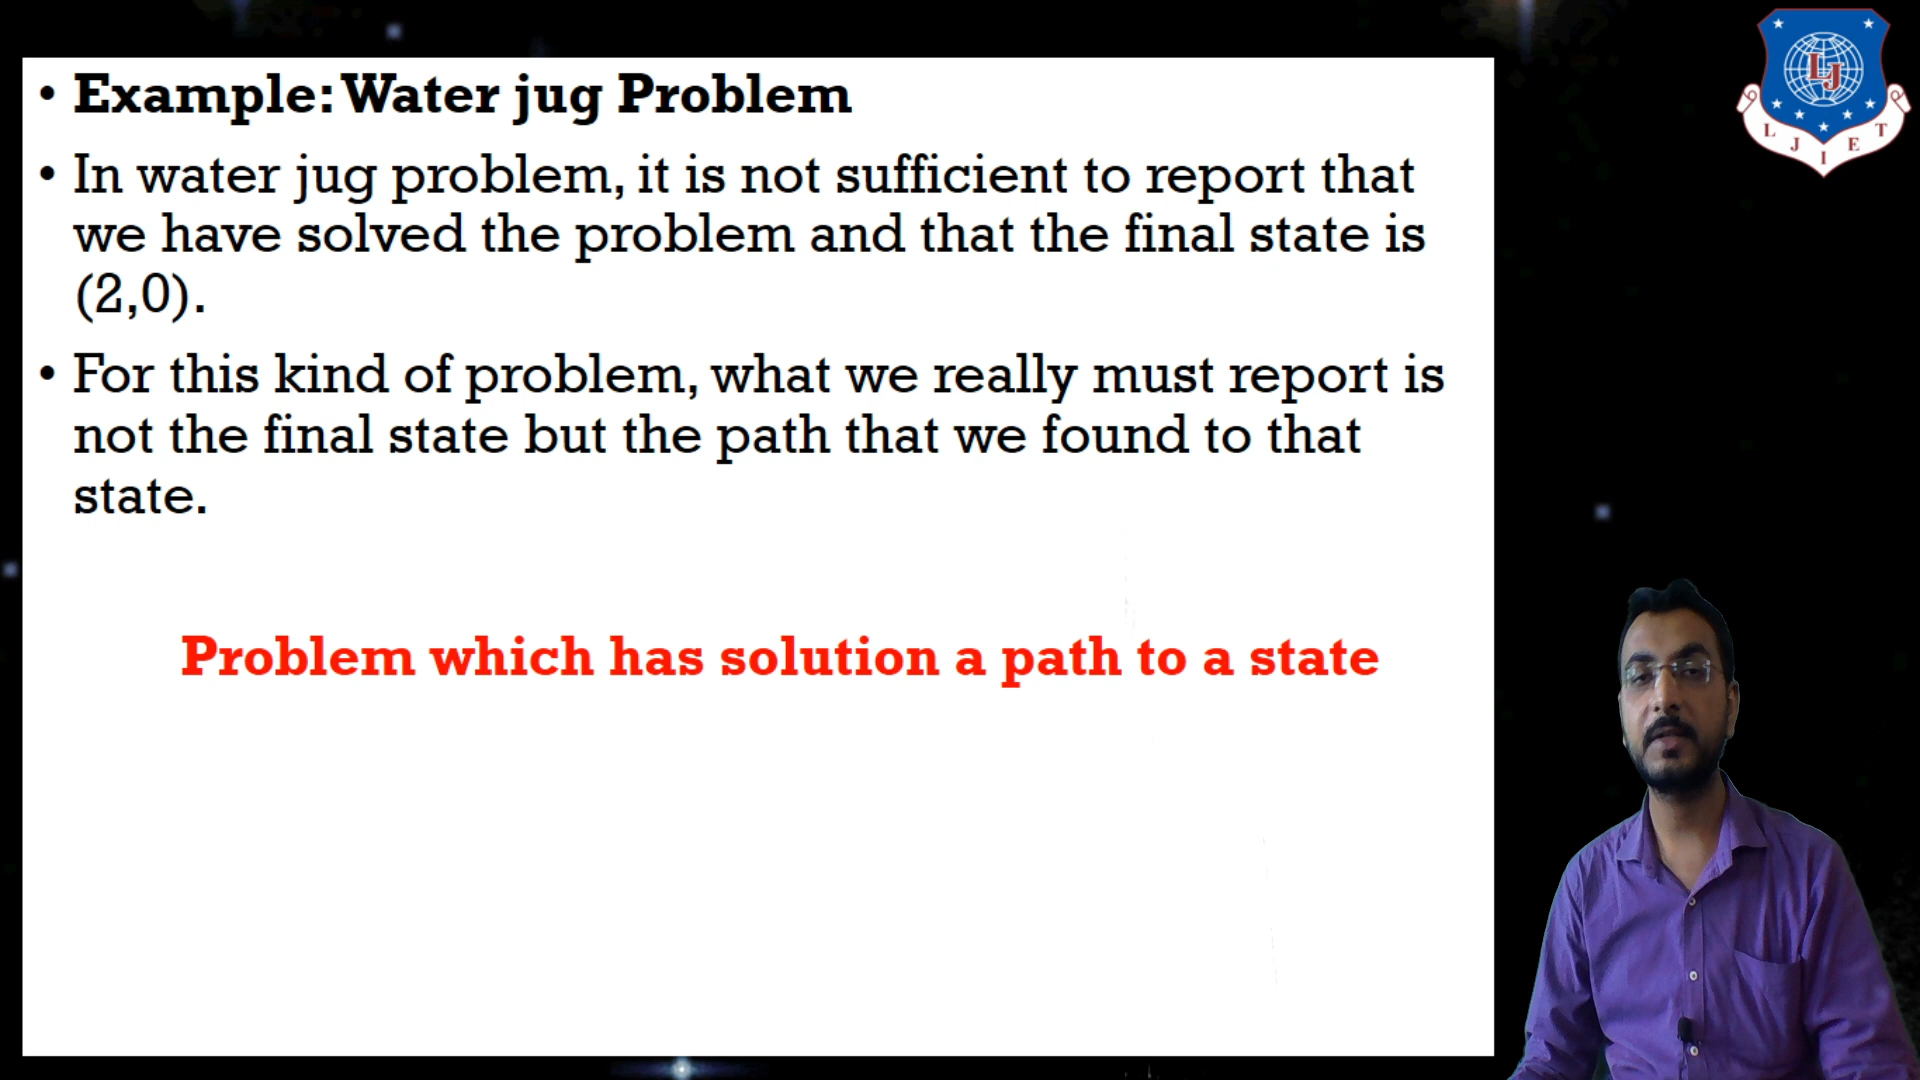 • Example: Water jug Problem
• In water jug problem, it is not sufficient to report that
we have solved the problem and that the final state is
(2,0).
• For this kind of problem, what we really must report is
not the final state but the path that we found to that
state.
Problem which has solution a path to a state
LJ
L J I E T